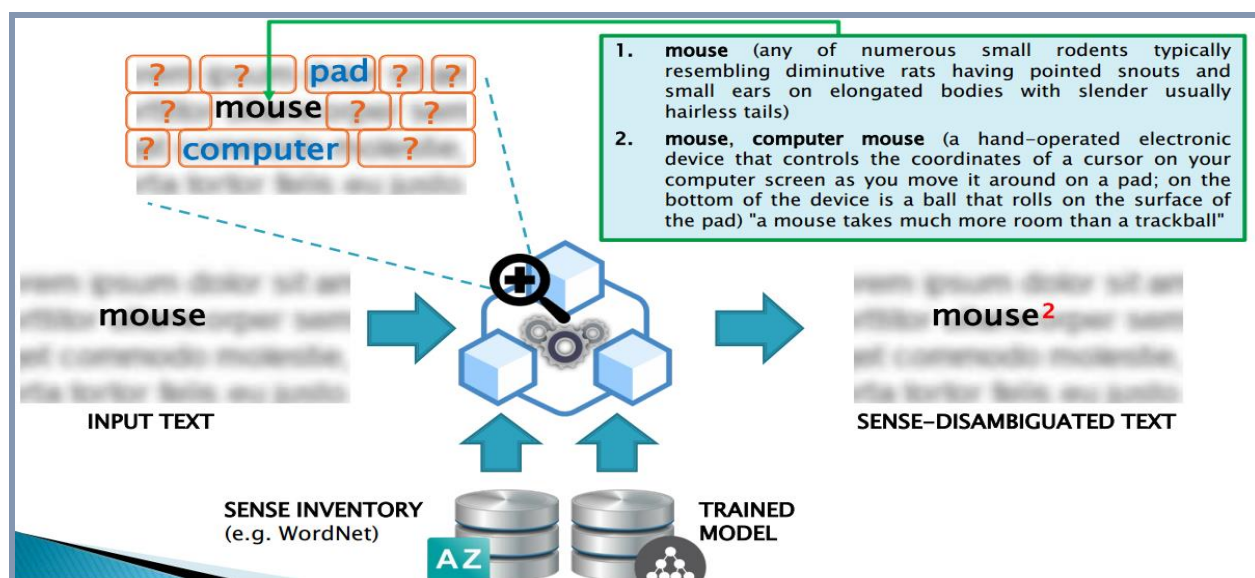 ? ? pad ? ?
? mouse ? ?
? computer ?
1. mouse (any of numerous small rodents typically
resembling diminutive rats having pointed snouts and
small ears on elongated bodies with slender usually
hairless tails)
2. mouse, computer mouse (a hand-operated electronic
device that controls the coordinates of a cursor on your
computer screen as you move it around on a pad; on the
bottom of the device is a ball that rolls on the surface of
the pad) "a mouse takes much more room than a trackball"
mouse
INPUT TEXT
mouse²
SENSE-DISAMBIGUATED TEXT
SENSE INVENTORY
(e.g. WordNet)
TRAINED
MODEL
AZ